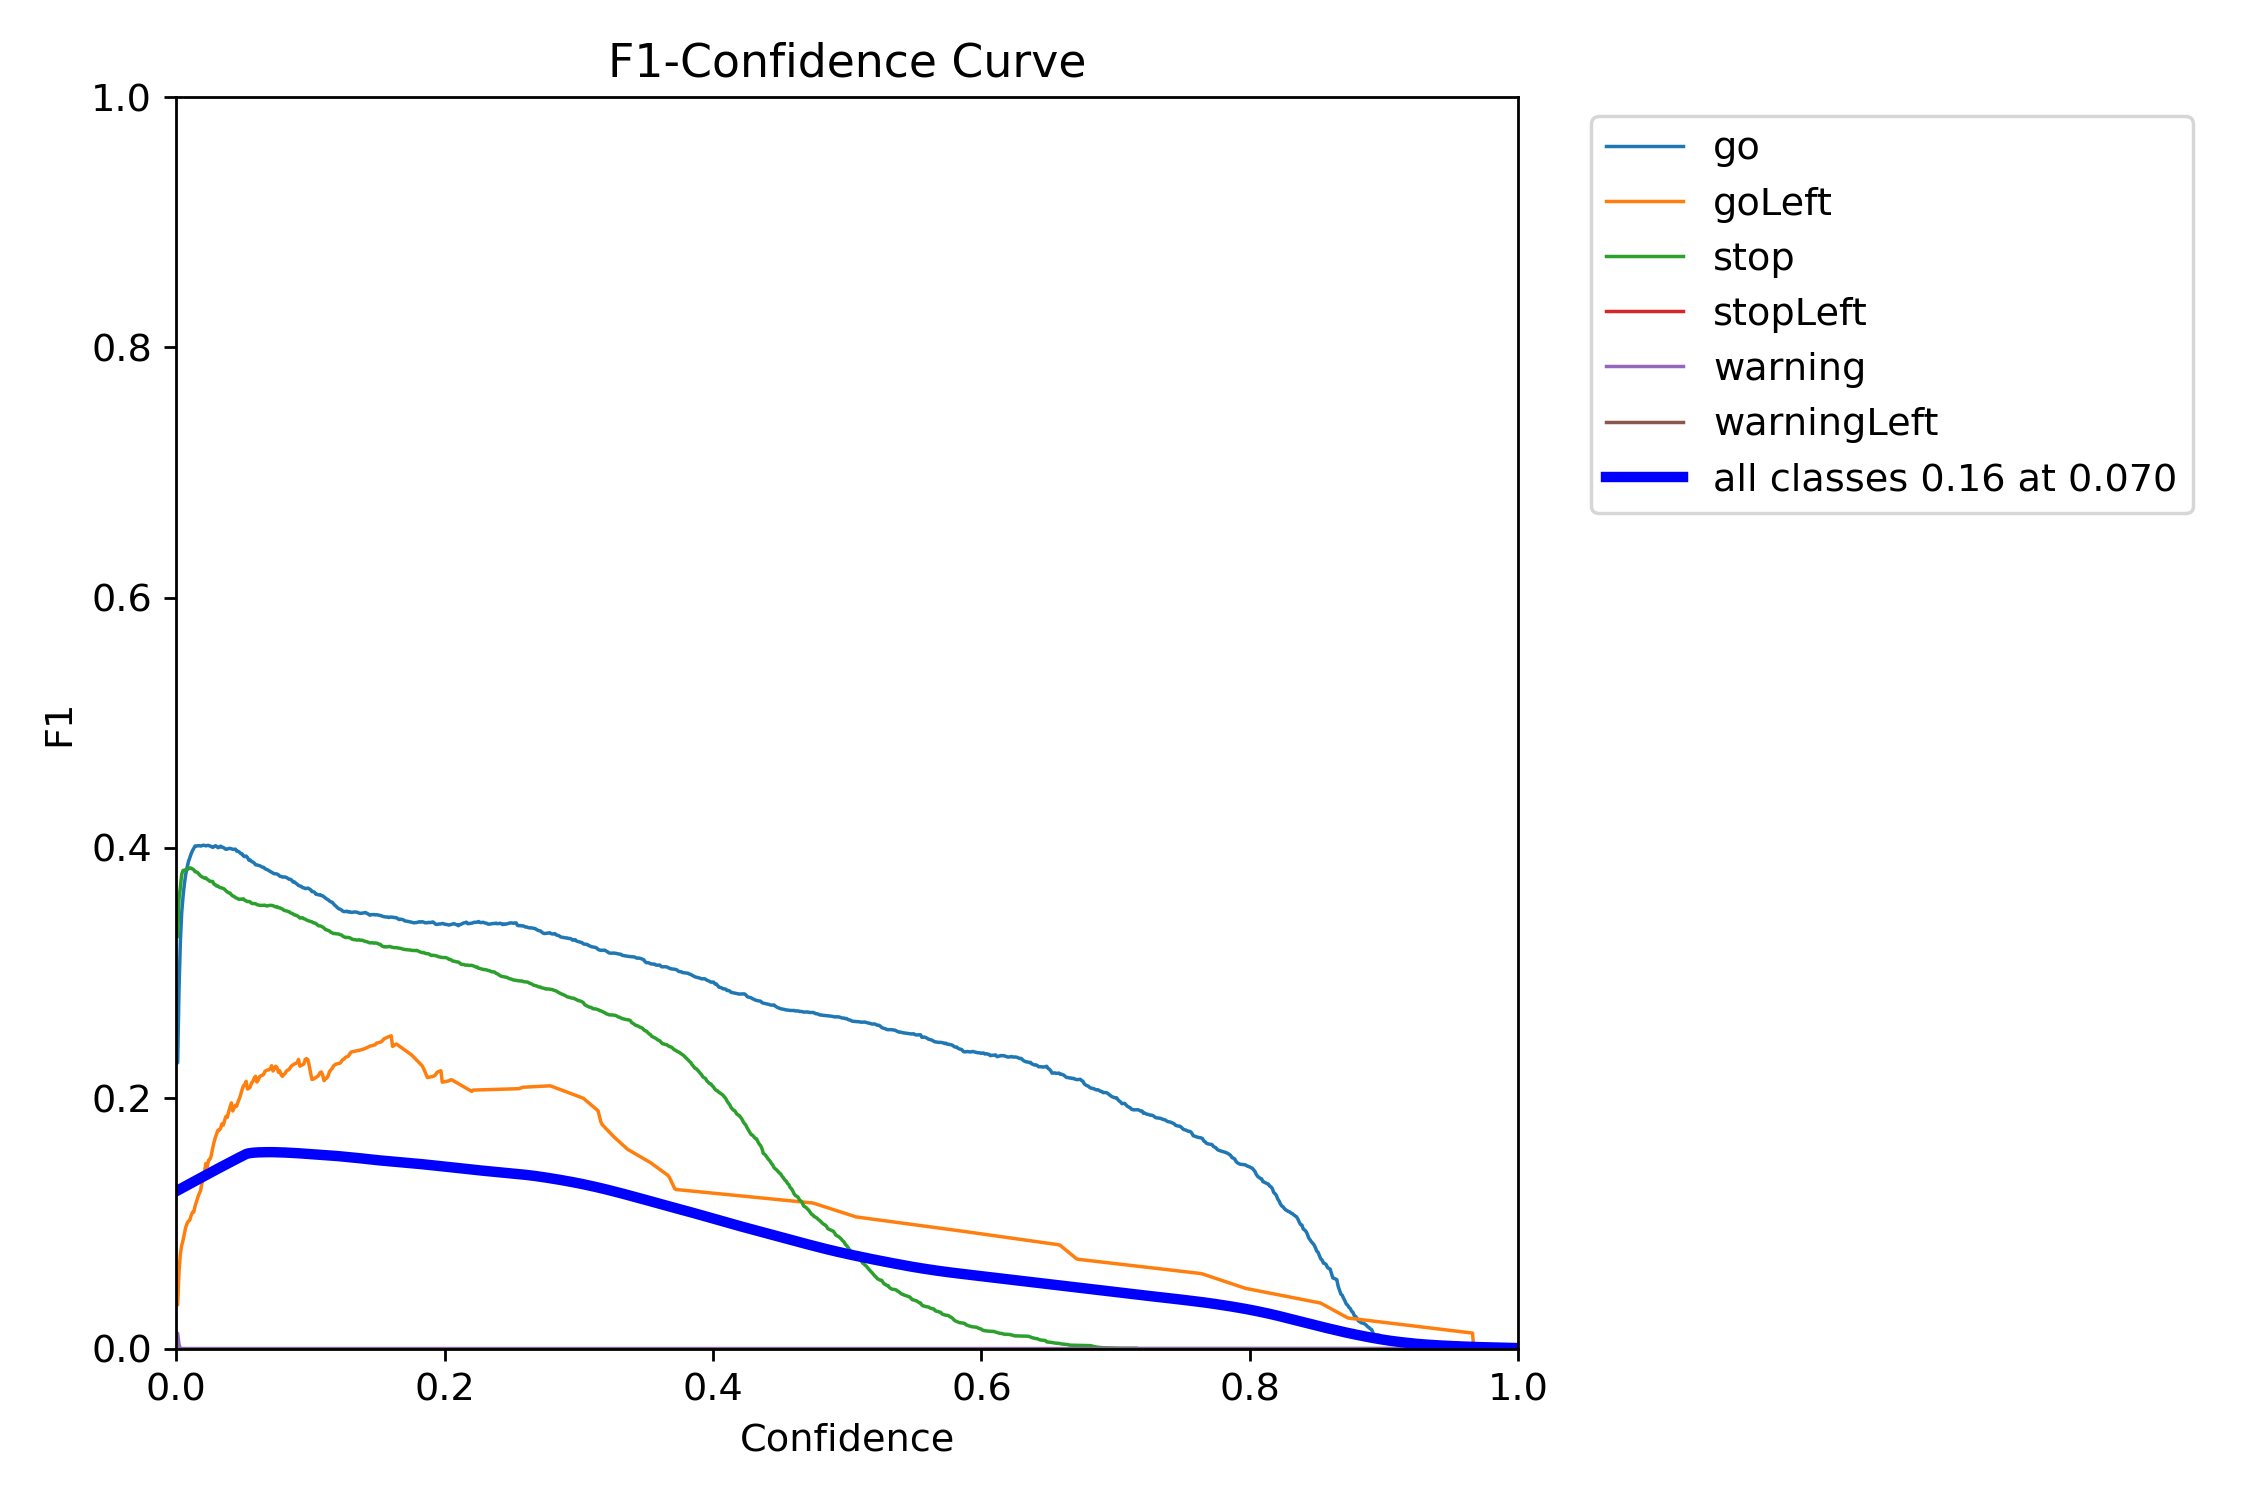 F1-Confidence Curve
1.0
0.8
0.6
0.4
0.2
0.0
F1
0.0 0.2 0.4 0.6 0.8 1.0
Confidence
go
goLeft
stop
stopLeft
warning
warningLeft
all classes 0.16 at 0.070